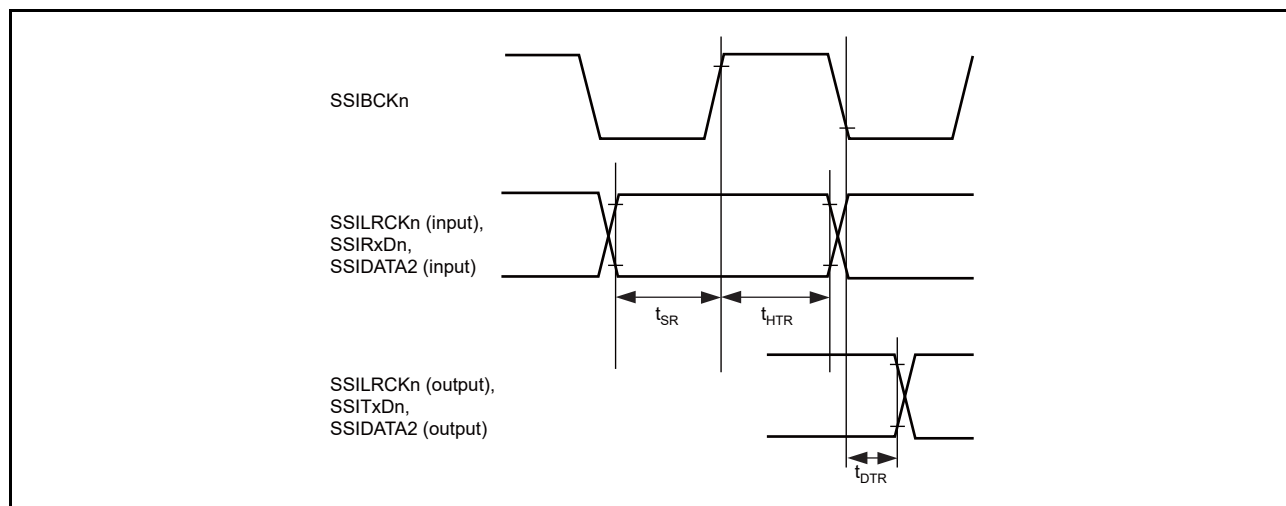 SSIBCKn
SSILRCKn (input),
SSIRxDn,
SSIDATA2 (input)
tSR
tHTR
SSILRCKn (output),
SSITxDn,
SSIDATA2 (output)
tDTR